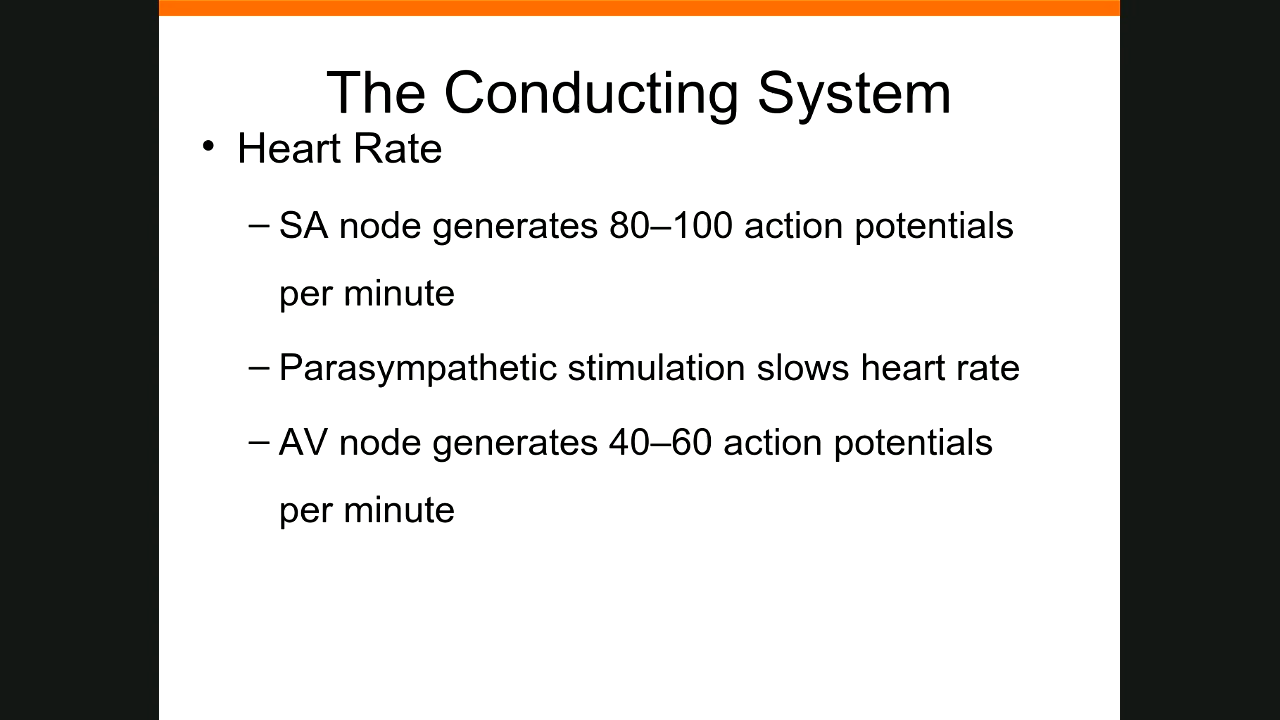 The Conducting System
• Heart Rate
– SA node generates 80–100 action potentials
per minute
– Parasympathetic stimulation slows heart rate
– AV node generates 40–60 action potentials
per minute